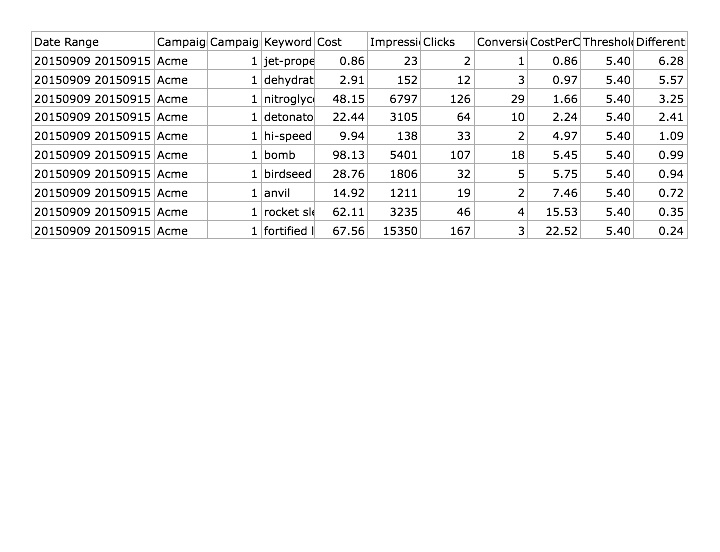 Date Range Campaig Campaig Keyword Cost Impressi Clicks Conversi CostPerC Threshol Different
20150909 20150915 Acme 1 jet-prope 0.86 23 2 1 0.86 5.40 6.28
20150909 20150915 Acme 1 dehydrat 2.91 152 12 3 0.97 5.40 5.57
20150909 20150915 Acme 1 nitroglyc 48.15 6797 126 29 1.66 5.40 3.25
20150909 20150915 Acme 1 detonato 22.44 3105 64 10 2.24 5.40 2.41
20150909 20150915 Acme 1 hi-speed 9.94 138 33 2 4.97 5.40 1.09
20150909 20150915 Acme 1 bomb 98.13 5401 107 18 5.45 5.40 0.99
20150909 20150915 Acme 1 birdseed 28.76 1806 32 5 5.75 5.40 0.94
20150909 20150915 Acme 1 anvil 14.92 1211 19 2 7.46 5.40 0.72
20150909 20150915 Acme 1 rocket sle 62.11 3235 46 4 15.53 5.40 0.35
20150909 20150915 Acme 1 fortified l 67.56 15350 167 3 22.52 5.40 0.24